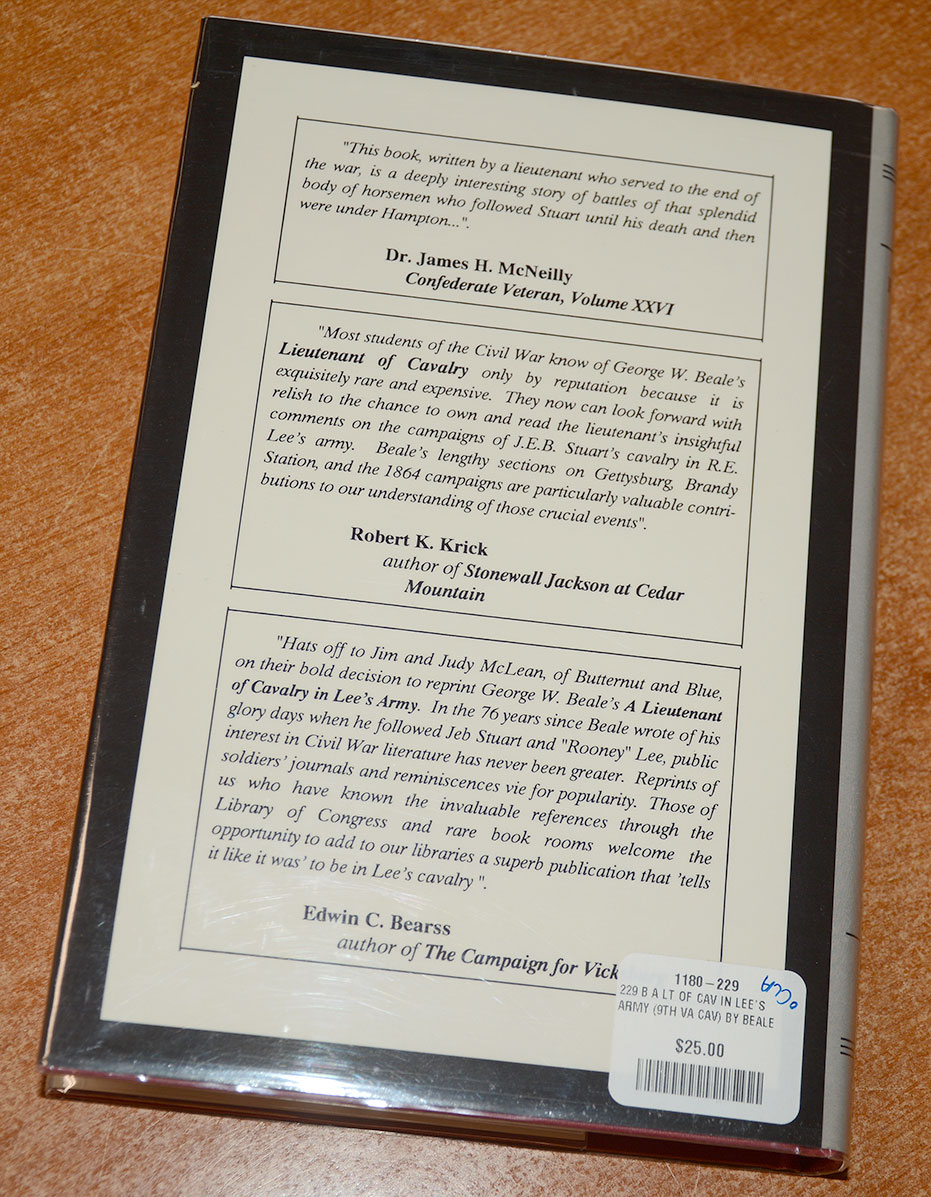 "This book, written by a lieutenant who served to the end of
the war, is a deeply interesting story of battles of that splendid
body of horsemen who followed Stuart until his death and then
were under Hampton...".
Dr. James H. McNeilly
Confederate Veteran, Volume XXVI
"Most students of the Civil War know of George W. Beale's
Lieutenant of Cavalry only by reputation because it is
exquisitely rare and expensive. They now can look forward with
relish to the chance to own and read the lieutenant's insightful
comments on the campaigns of J.E.B. Stuart's cavalry in R.E.
Lee's army. Beale's lengthy sections on Gettysburg, Brandy
Station, and the 1864 campaigns are particularly valuable contri-
butions to our understanding of those crucial events".
Robert K. Krick
author of Stonewall Jackson at Cedar
Mountain
"Hats off to Jim and Judy McLean, of Butternut and Blue,
on their bold decision to reprint George W. Beale's A Lieutenant
of Cavalry in Lee's Army. In the 76 years since Beale wrote of his
glory days when he followed Jeb Stuart and "Rooney" Lee, public
interest in Civil War literature has never been greater. Reprints of
soldiers' journals and reminiscences vie for popularity. Those of
us who have known the invaluable references through the
Library of Congress and rare book rooms welcome the
opportunity to add to our libraries a superb publication that 'tells
it like it was' to be in Lee's cavalry ".
Edwin C. Bearss
author of The Campaign for
1180-229
229 B A LT OF CAV IN LEE'S
ARMY (9TH VA CAV) BY BEALE
$25.00